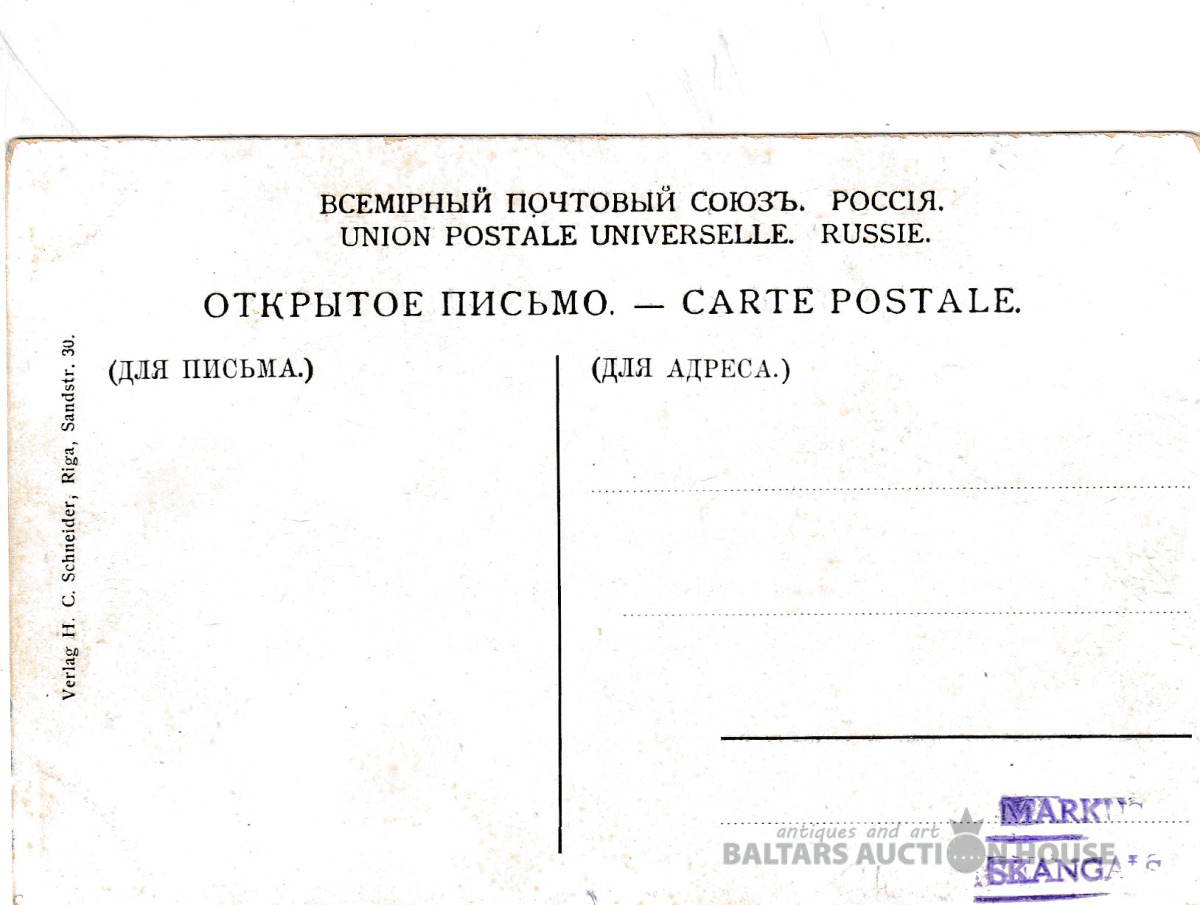 ВСЕМІРНЫЙ ПОЧТОВЫЙ СОЮЗЪ. РОССІЯ.
UNION POSTALE UNIVERSELLE. RUSSIE.
ОТКРЫТОЕ ПИСЬМО. — CARTE POSTALE.
(ДЛЯ ПИСЬМА.)
(ДЛЯ АДРЕСА.)
Verlag H. C. Schneider, Riga, Sandstr. 30.
antiques and art
BALTARS AUCTION HOUSE